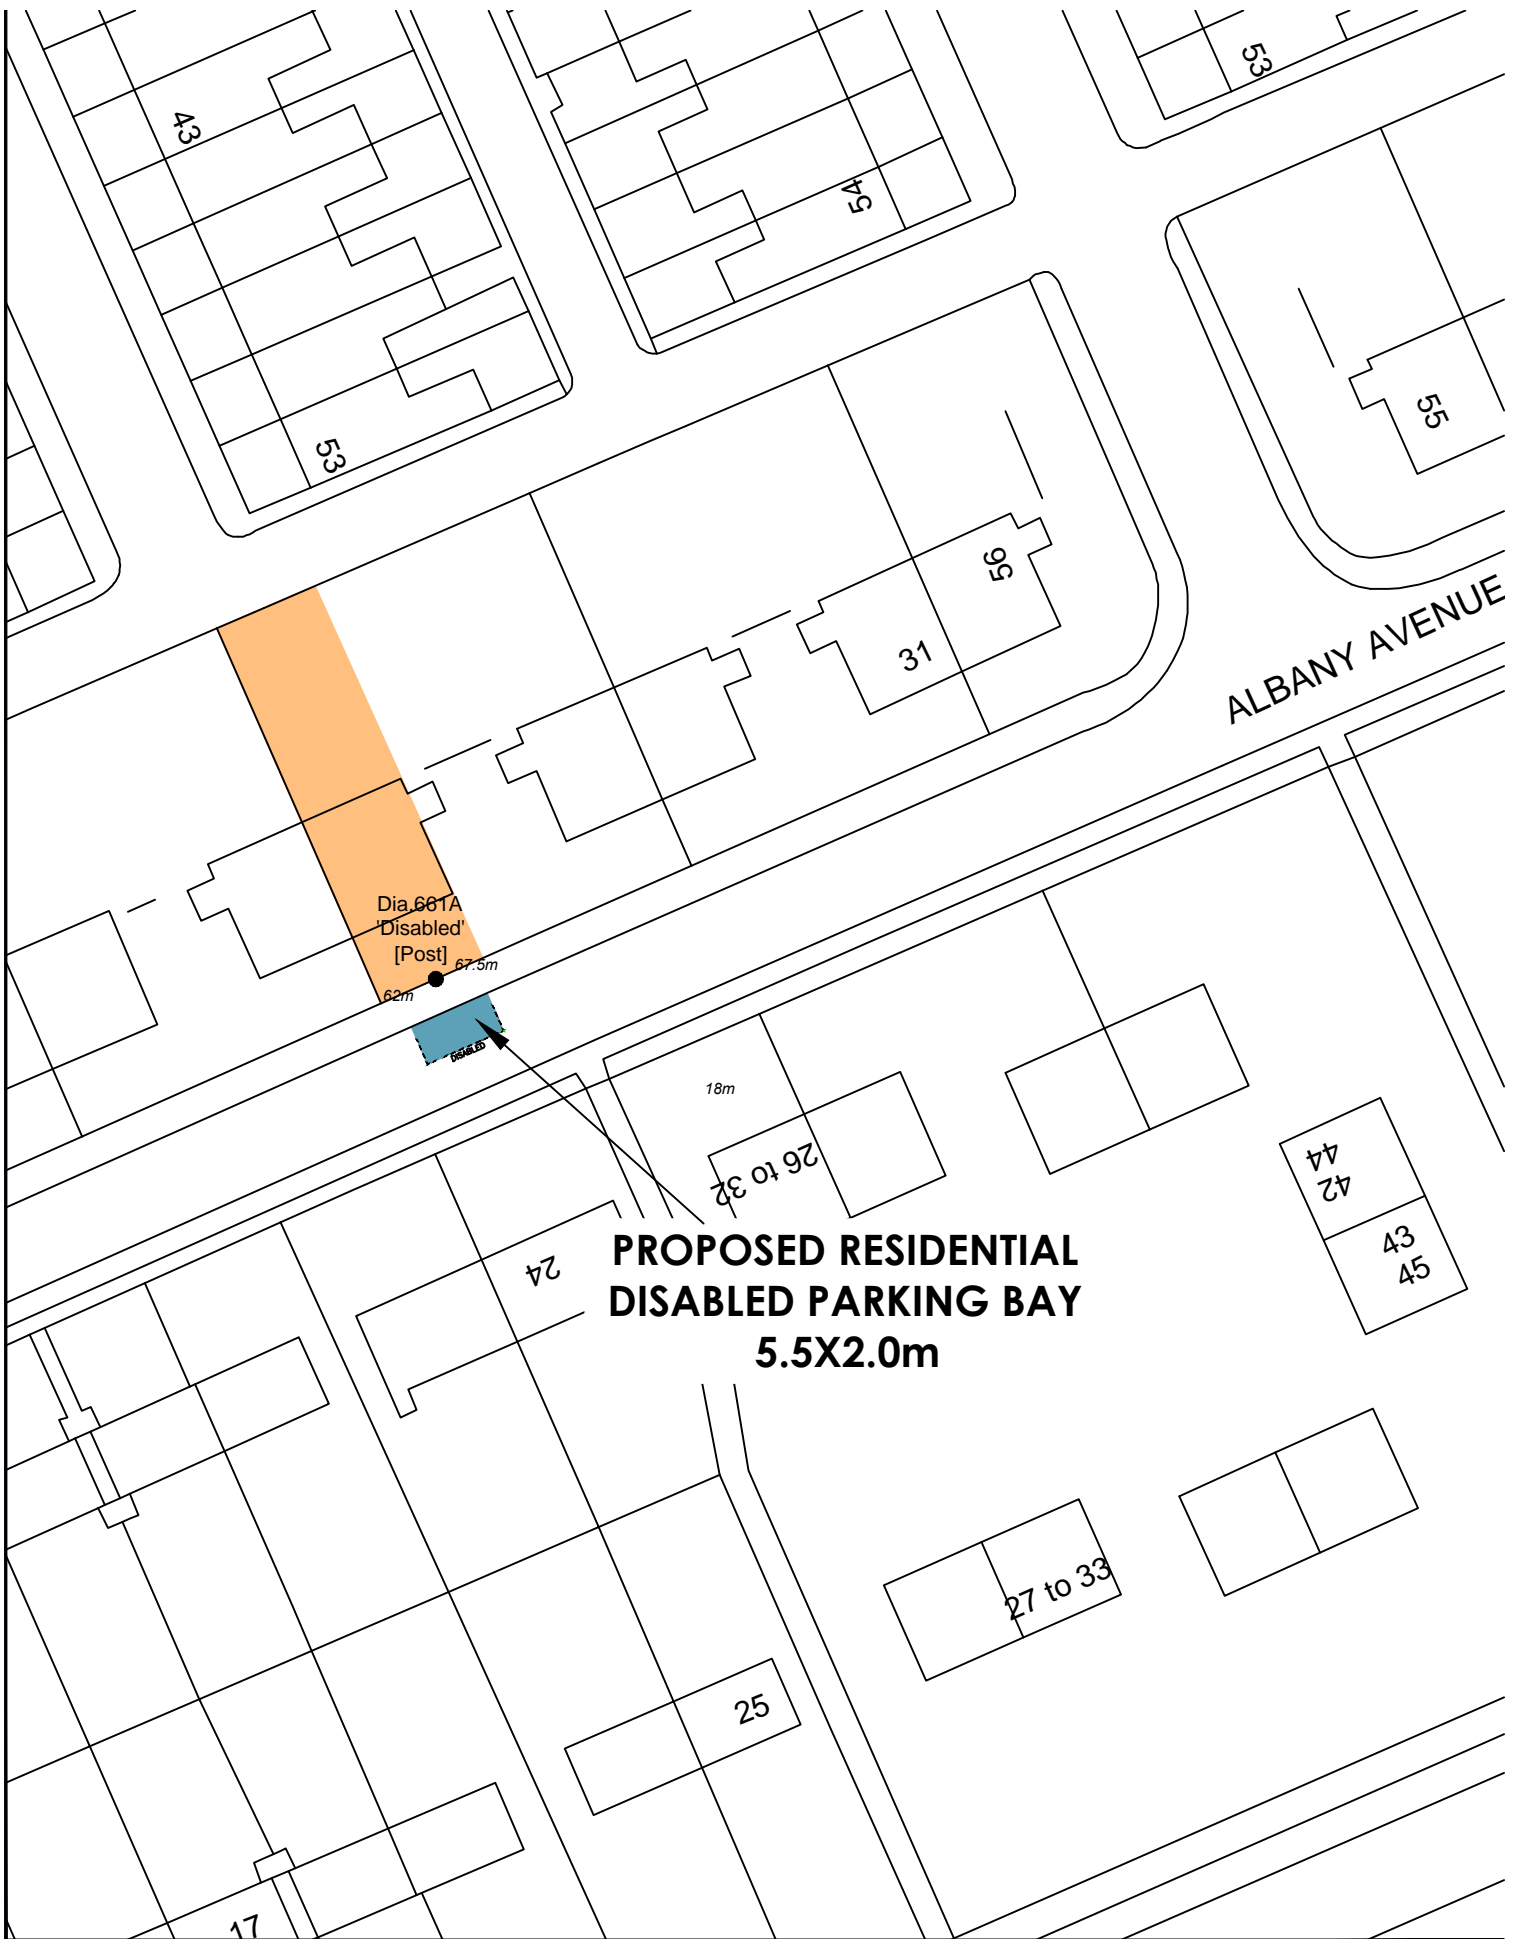 53
43
54
55
53
56
ALBANY AVENUE
31
Dia.661A
'Disabled'
[Post]
67.5m
62m
DISABLED
18m
26 to 32
44
42
43
45
24
PROPOSED RESIDENTIAL
DISABLED PARKING BAY
5.5X2.0m
27 to 33
25
17